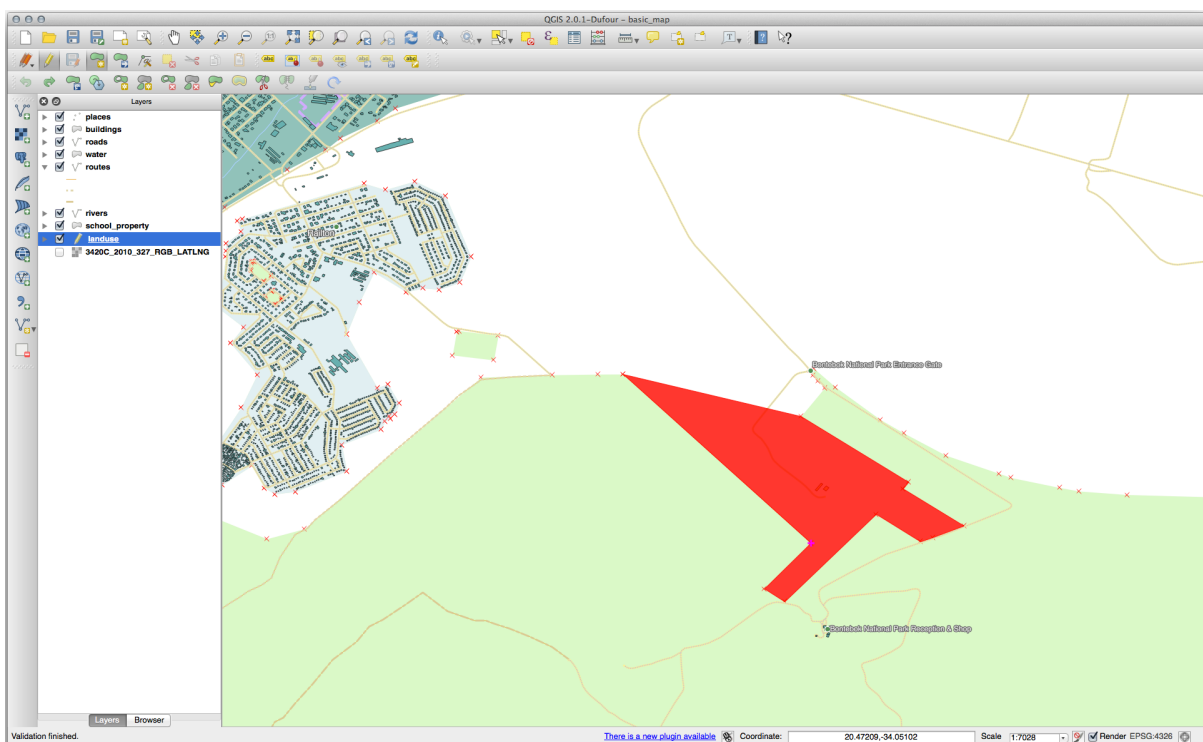 QGIS 2.0.1-Dufour – basic_map
Layers
places
buildings
roads
water
routes
rivers
school_property
landuse
3420C_2010_327_RGB_LATLNG
Railton
Bontebok National Park Entrance Gate
Bontebok National Park Reception & Shop
Layers Browser
Validation finished. There is a new plugin available Coordinate: 20.47209,-34.05102 Scale 1:7028 Render EPSG:4326